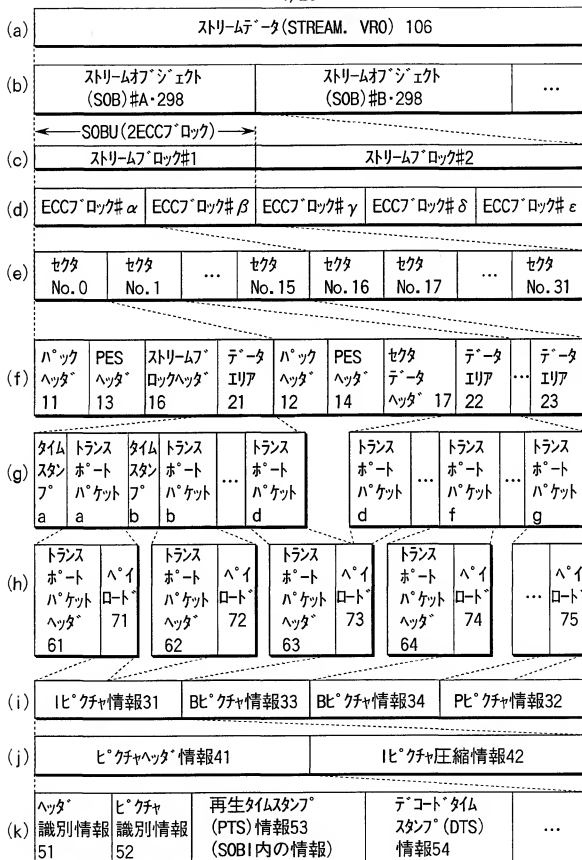 (a)
ストリームデータ(STREAM. VRO) 106
(b)
ストリームオブジェクト
(SOB)#A・298
ストリームオブジェクト
(SOB)#B・298
...
SOBU(2ECCブロック)
(c)
ストリームブロック#1
ストリームブロック#2
(d)
ECCブロック#α
ECCブロック#β
ECCブロック#γ
ECCブロック#δ
ECCブロック#ε
(e)
セクタ
No.0
セクタ
No.1
...
セクタ
No.15
セクタ
No.16
セクタ
No.17
...
セクタ
No.31
(f)
パック
ヘッダ
11
PES
ヘッダ
13
ストリームブ
ロックヘッダ
16
データ
エリア
21
パック
ヘッダ
12
PES
ヘッダ
14
セクタ
データ
ヘッダ 17
データ
エリア
22
...
データ
エリア
23
(g)
タイム
スタン
プ
a
トランス
ポート
パケット
a
タイム
スタン
プ
b
トランス
ポート
パケット
b
...
トランス
ポート
パケット
d
トランス
ポート
パケット
d
...
トランス
ポート
パケット
f
...
トランス
ポート
パケット
g
(h)
トランス
ポート
パケット
ヘッダ
61
ペイ
ロード
71
トランス
ポート
パケット
ヘッダ
62
ペイ
ロード
72
トランス
ポート
パケット
ヘッダ
63
ペイ
ロード
73
トランス
ポート
パケット
ヘッダ
64
ペイ
ロード
74
...
ペイ
ロード
75
(i)
Iピクチャ情報31
Bピクチャ情報33
Bピクチャ情報34
Pピクチャ情報32
(j)
ピクチャヘッダ情報41
Iピクチャ圧縮情報42
(k)
ヘッダ
識別情報
51
ピクチャ
識別情報
52
再生タイムスタンプ
(PTS)情報53
(SOBI内の情報)
デコードタイム
スタンプ(DTS)
情報54
...